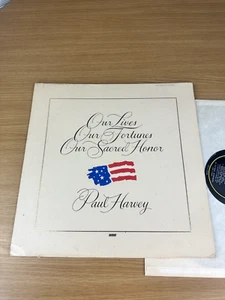 Our Lives
Our Fortunes
Our Sacred Honor
Paul Harvey